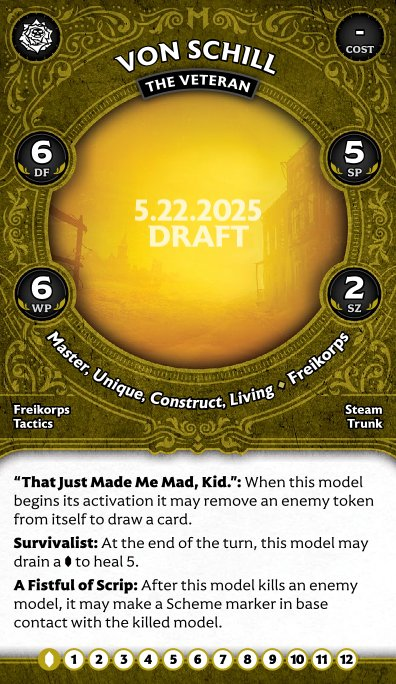 M
VON SCHILL
THE VETERAN
-
COST
6
DF
5
SP
5.22.2025
DRAFT
6
WP
2
SZ
Master, Unique, Construct, Living • Freikorps
Freikorps
Tactics
Steam
Trunk
“That Just Made Me Mad, Kid.”: When this model
begins its activation it may remove an enemy token
from itself to draw a card.
Survivalist: At the end of the turn, this model may
drain a to heal 5.
A Fistful of Scrip: After this model kills an enemy
model, it may make a Scheme marker in base
contact with the killed model.
1 2 3 4 5 6 7 8 9 10 11 12